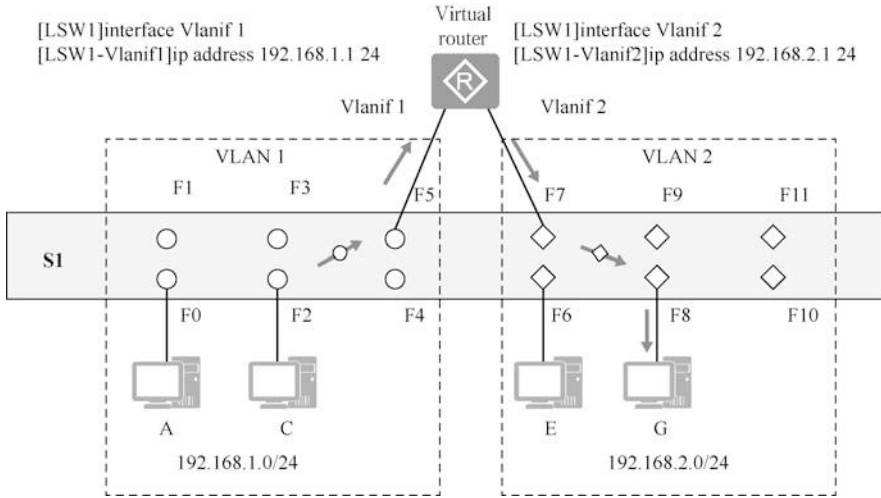 [LSW1]interface Vlanif 1
[LSW1-Vlanif1]ip address 192.168.1.1 24
Virtual
router
[LSW1]interface Vlanif 2
[LSW1-Vlanif2]ip address 192.168.2.1 24
R
Vlanif 1
Vlanif 2
VLAN 1
VLAN 2
F1
F3
F5
F7
F9
F11
S1
F0
F2
F4
F6
F8
F10
A
C
E
G
192.168.1.0/24
192.168.2.0/24